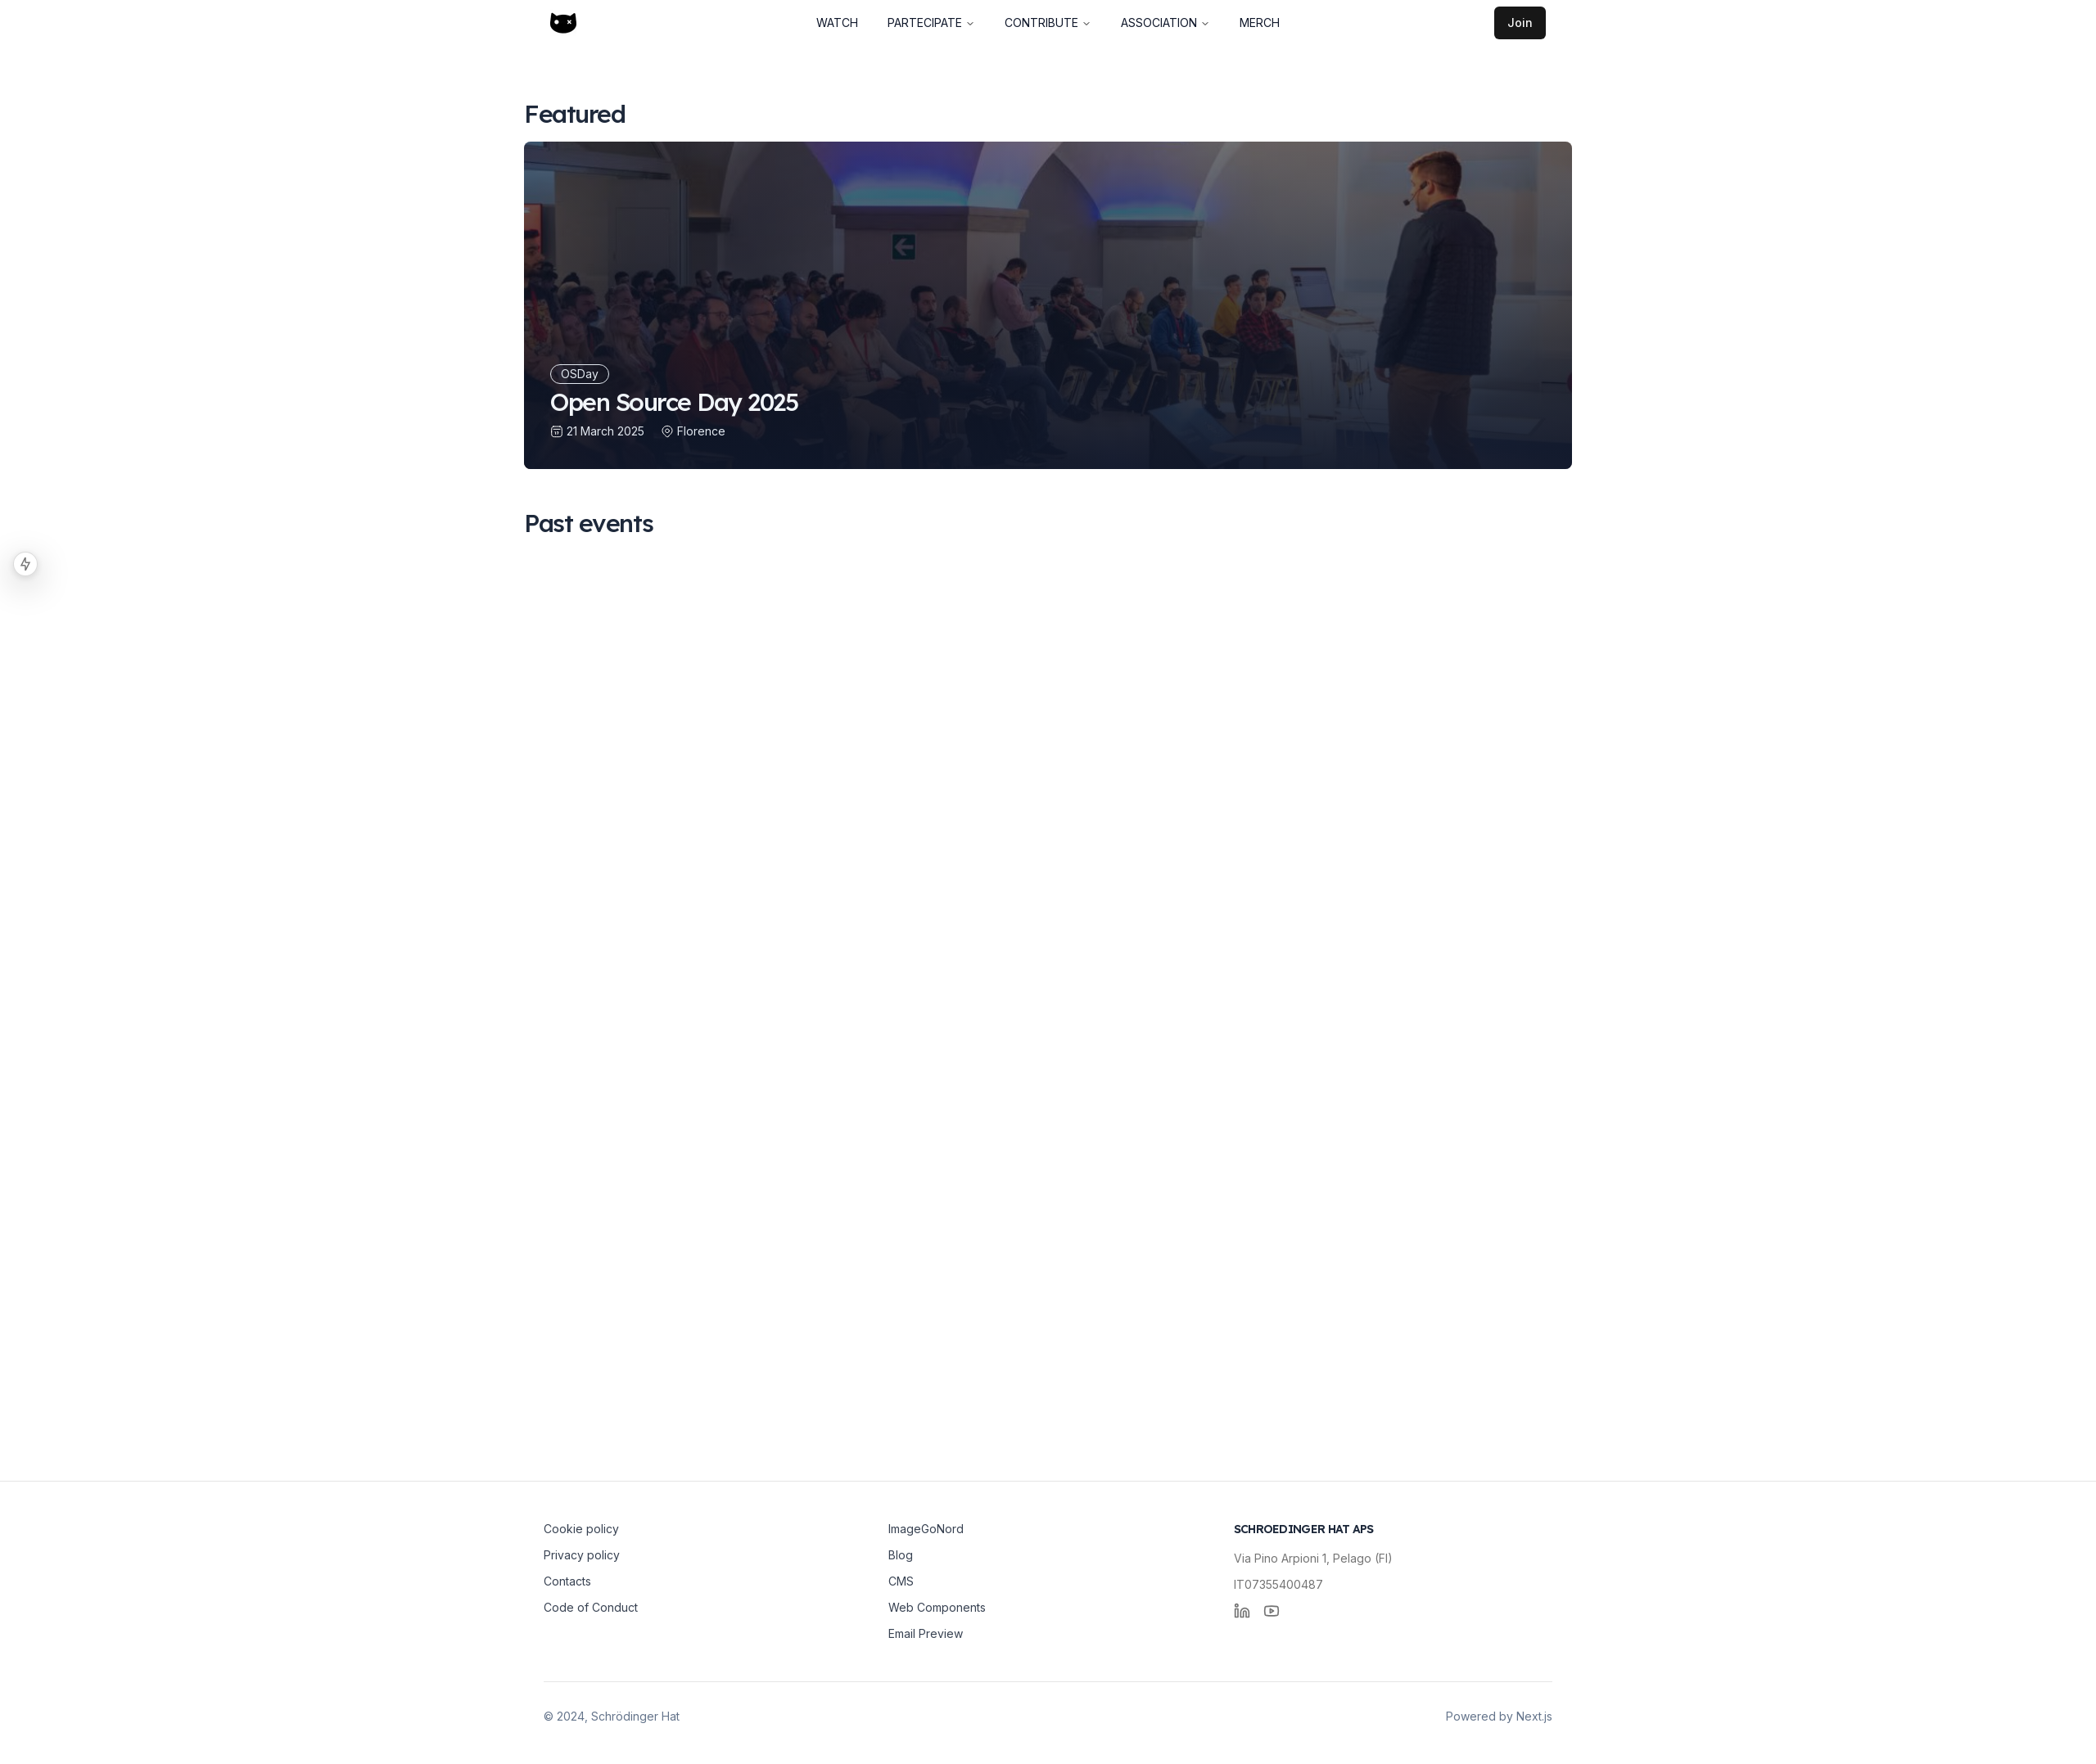 WATCH
PARTECIPATE
CONTRIBUTE
ASSOCIATION
MERCH
Join
Featured
OSDay
Open Source Day 2025
21 March 2025
Florence
Past events
Cookie policy
Privacy policy
Contacts
Code of Conduct
ImageGoNord
Blog
CMS
Web Components
Email Preview
SCHROEDINGER HAT APS
Via Pino Arpioni 1, Pelago (FI)
IT07355400487
© 2024, Schrödinger Hat
Powered by Next.js